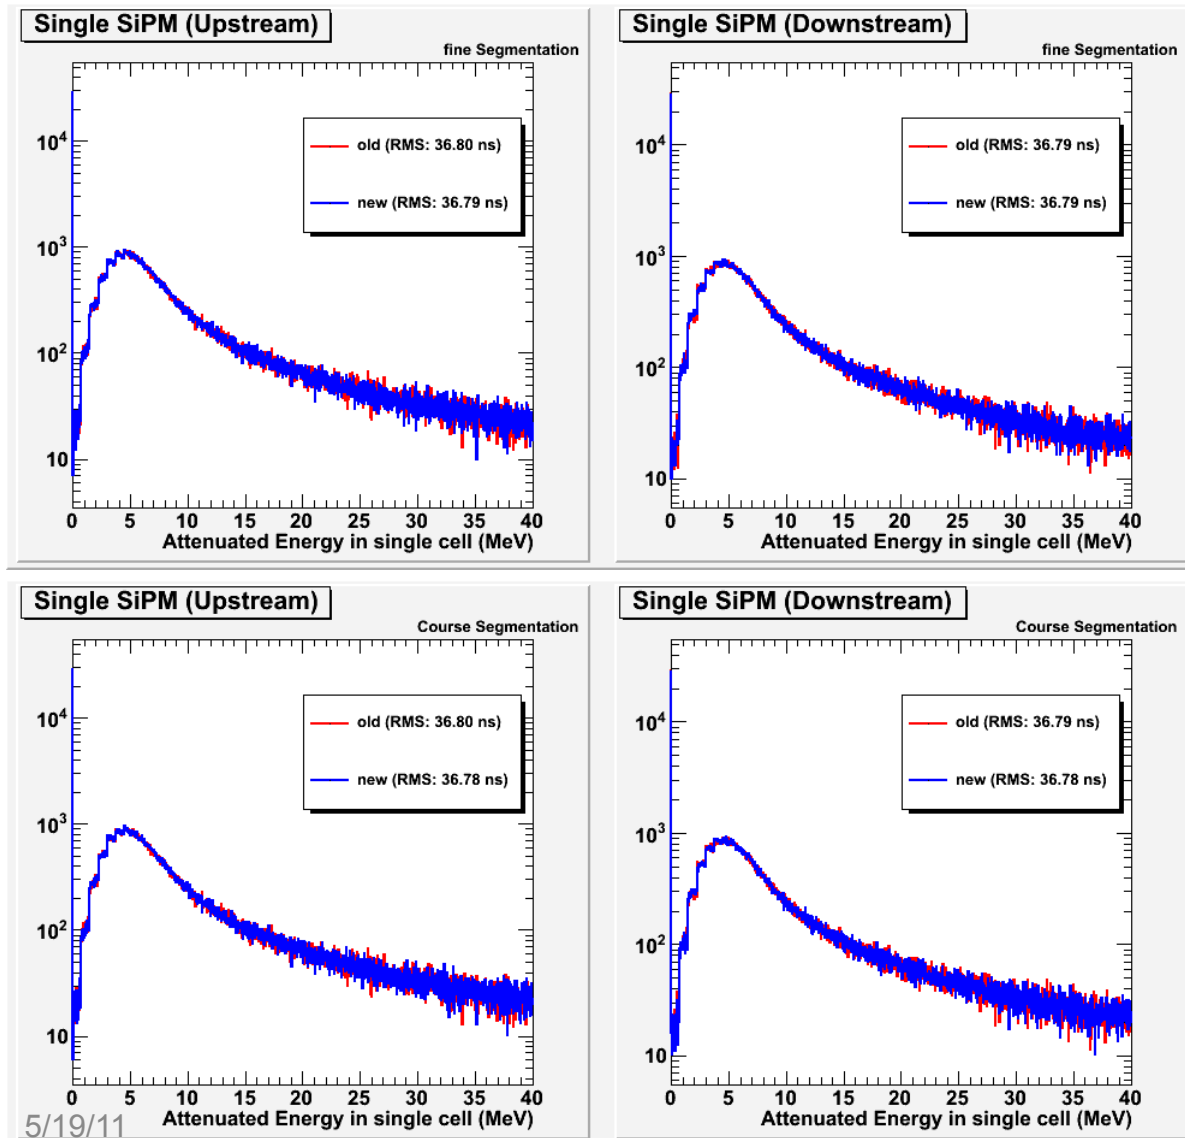 Single SiPM (Upstream)
fine Segmentation
10^4
10^3
10^2
10
old (RMS: 36.80 ns)
new (RMS: 36.79 ns)
0 5 10 15 20 25 30 35 40
Attenuated Energy in single cell (MeV)
Single SiPM (Downstream)
fine Segmentation
10^4
10^3
10^2
10
old (RMS: 36.79 ns)
new (RMS: 36.79 ns)
0 5 10 15 20 25 30 35 40
Attenuated Energy in single cell (MeV)
Single SiPM (Upstream)
Course Segmentation
10^4
10^3
10^2
10
old (RMS: 36.80 ns)
new (RMS: 36.78 ns)
0 5 10 15 20 25 30 35 40
Attenuated Energy in single cell (MeV)
Single SiPM (Downstream)
Course Segmentation
10^4
10^3
10^2
10
old (RMS: 36.79 ns)
new (RMS: 36.78 ns)
0 5 10 15 20 25 30 35 40
Attenuated Energy in single cell (MeV)
5/19/11